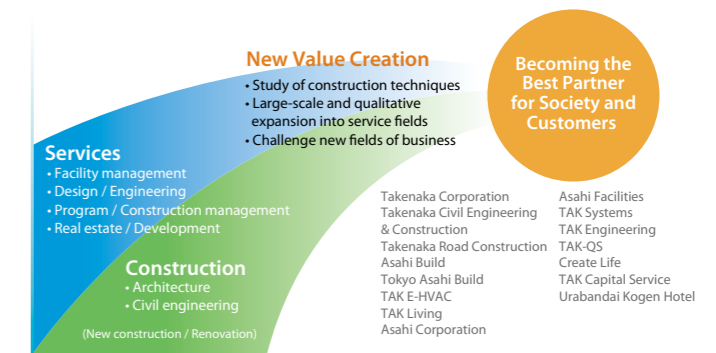 New Value Creation
• Study of construction techniques
• Large-scale and qualitative
expansion into service fields
• Challenge new fields of business
Becoming the
Best Partner
for Society and
Customers
Services
• Facility management
• Design / Engineering
• Program / Construction management
• Real estate / Development
Construction
• Architecture
• Civil engineering
(New construction / Renovation)
Takenaka Corporation
Takenaka Civil Engineering
& Construction
Takenaka Road Construction
Asahi Build
Tokyo Asahi Build
TAK E-HVAC
TAK Living
Asahi Corporation
Asahi Facilities
TAK Systems
TAK Engineering
TAK-QS
Create Life
TAK Capital Service
Urabandai Kogen Hotel